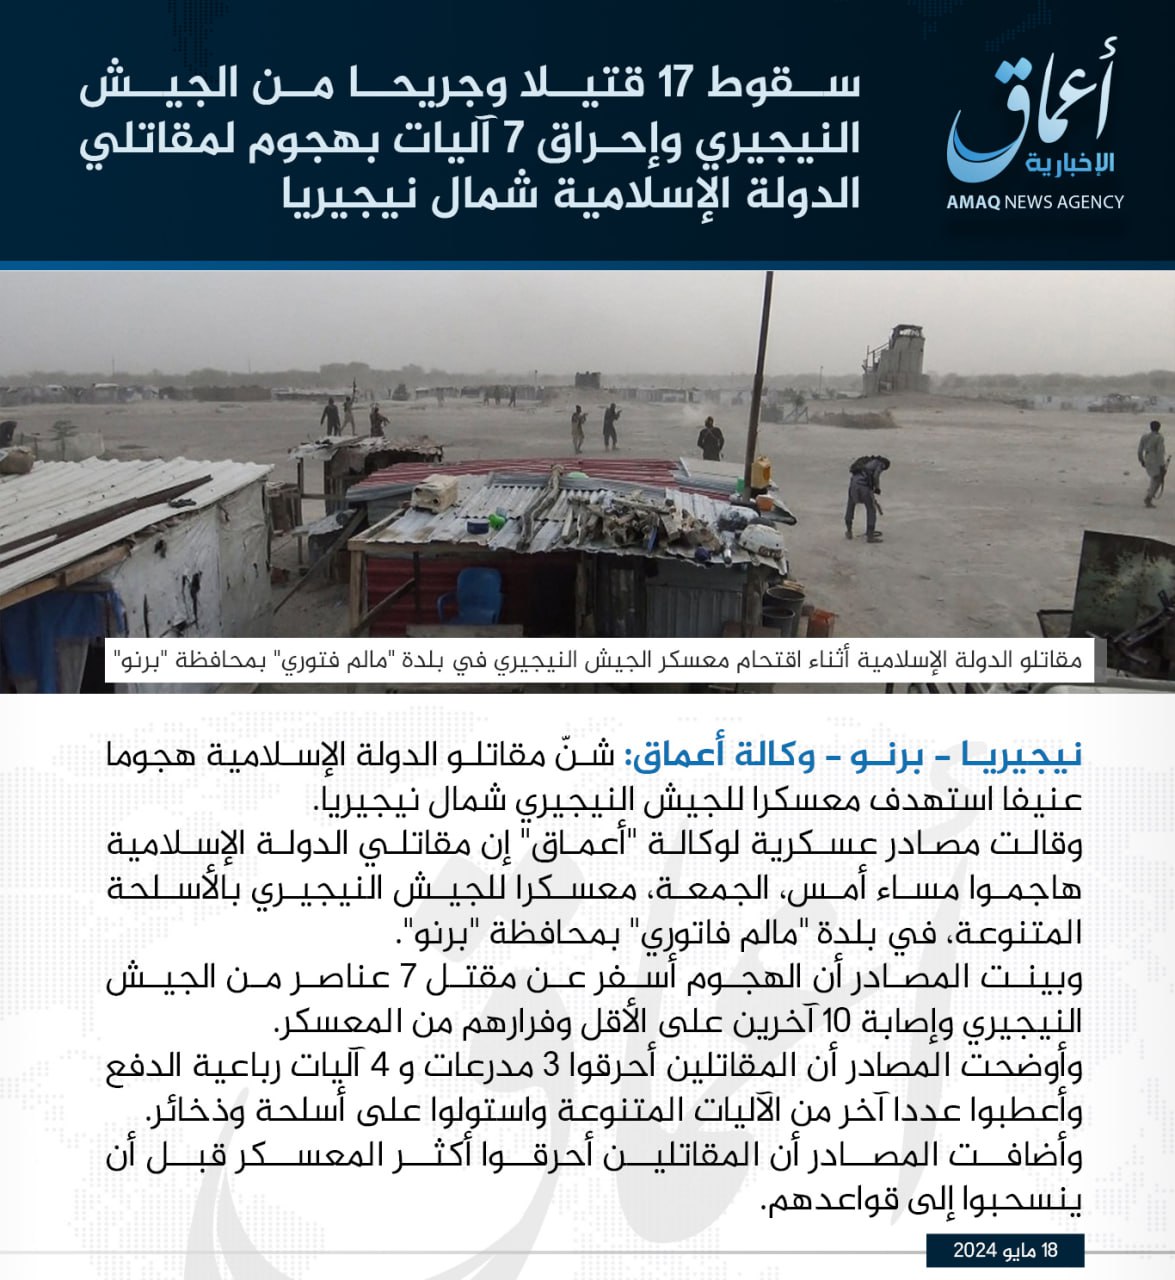 سقوط 17 قتيلا وجريحا من الجيش
النيجيري وإحراق 7 آليات بهجوم لمقاتلي
الدولة الإسلامية شمال نيجيريا
أعماق
الإخبارية
AMAQ NEWS AGENCY
مقاتلو الدولة الإسلامية أثناء اقتحام معسكر الجيش النيجيري في بلدة "مالم فتوري" بمحافظة "برنو"
نيجيريا - برنو - وكالة أعماق: شنّ مقاتلو الدولة الإسلامية هجوما
عنيفا استهدف معسكرا للجيش النيجيري شمال نيجيريا.
وقالت مصادر عسكرية لوكالة "أعماق" إن مقاتلي الدولة الإسلامية
هاجموا مساء أمس، الجمعة، معسكرا للجيش النيجيري بالأسلحة
المتنوعة، في بلدة "مالم فاتوري" بمحافظة "برنو".
وبينت المصادر أن الهجوم أسفر عن مقتل 7 عناصر من الجيش
النيجيري وإصابة 10 آخرين على الأقل وفرارهم من المعسكر.
وأوضحت المصادر أن المقاتلين أحرقوا 3 مدرعات و 4 آليات رباعية الدفع
وأعطبوا عددا آخر من الآليات المتنوعة واستولوا على أسلحة وذخائر.
وأضافت المصادر أن المقاتلين أحرقوا أكثر المعسكر قبل أن
ينسحبوا إلى قواعدهم.
18 مايو 2024